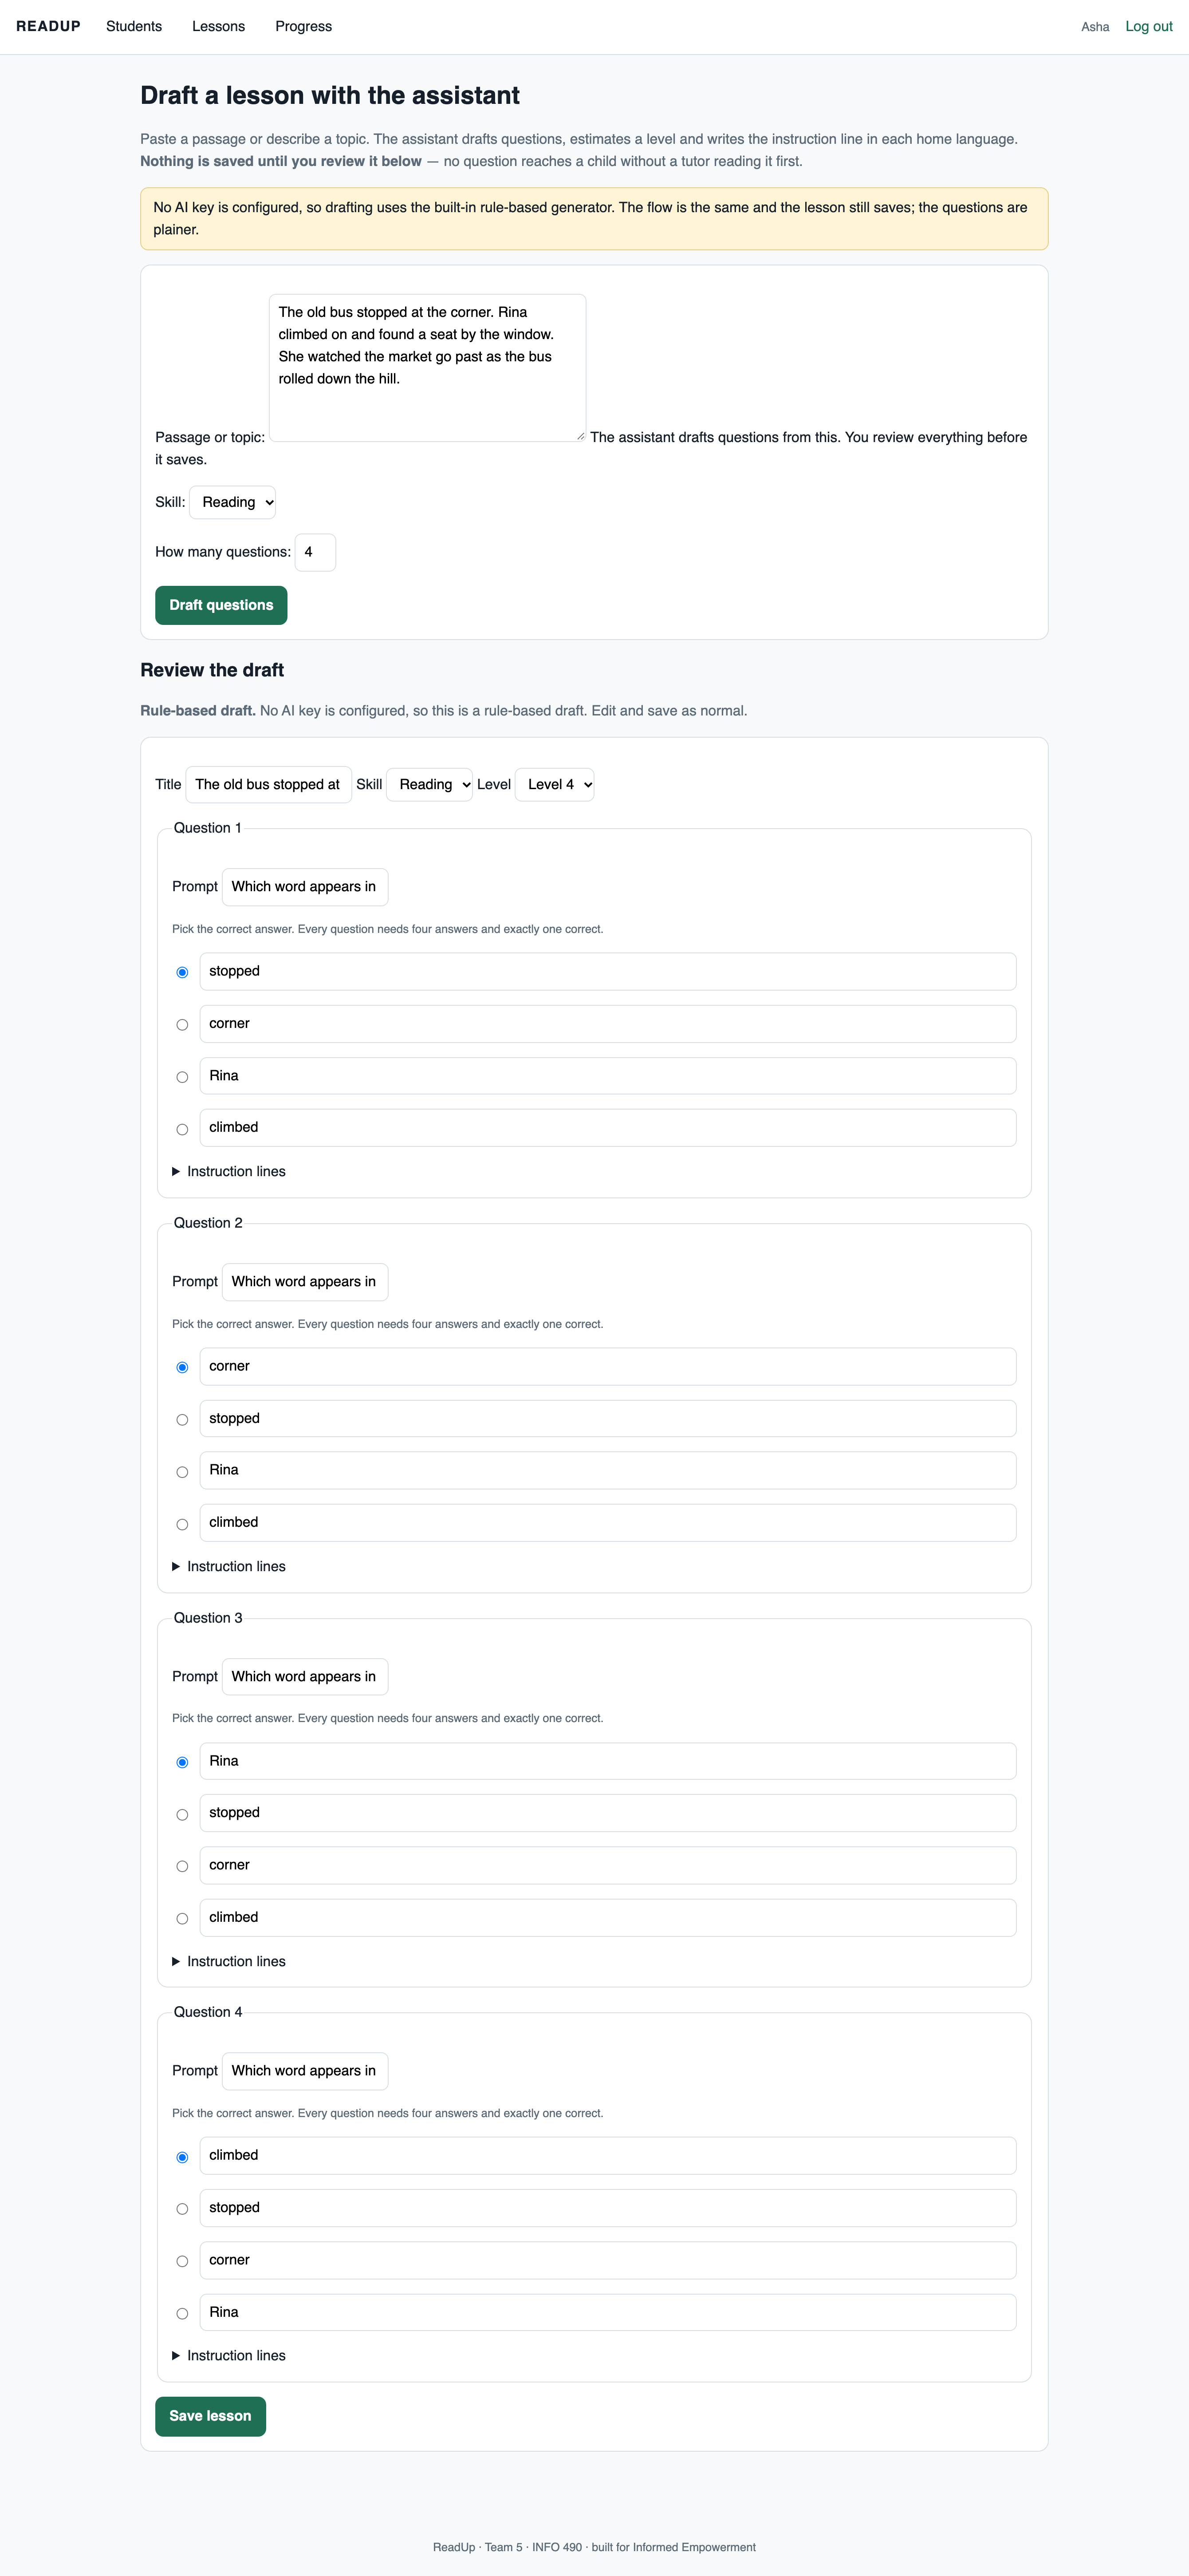 READUP Students Lessons Progress Asha Log out
Draft a lesson with the assistant
Paste a passage or describe a topic. The assistant drafts questions, estimates a level and writes the instruction line in each home language.
Nothing is saved until you review it below — no question reaches a child without a tutor reading it first.
No AI key is configured, so drafting uses the built-in rule-based generator. The flow is the same and the lesson still saves; the questions are
plainer.
The old bus stopped at the corner. Rina
climbed on and found a seat by the window.
She watched the market go past as the bus
rolled down the hill.
Passage or topic: The assistant drafts questions from this. You review everything before
it saves.
Skill: Reading
How many questions: 4
Draft questions
Review the draft
Rule-based draft. No AI key is configured, so this is a rule-based draft. Edit and save as normal.
Title The old bus stopped at Skill Reading Level Level 4
Question 1
Prompt Which word appears in
Pick the correct answer. Every question needs four answers and exactly one correct.
stopped
corner
Rina
climbed
Instruction lines
Question 2
Prompt Which word appears in
Pick the correct answer. Every question needs four answers and exactly one correct.
corner
stopped
Rina
climbed
Instruction lines
Question 3
Prompt Which word appears in
Pick the correct answer. Every question needs four answers and exactly one correct.
Rina
stopped
corner
climbed
Instruction lines
Question 4
Prompt Which word appears in
Pick the correct answer. Every question needs four answers and exactly one correct.
climbed
stopped
corner
Rina
Instruction lines
Save lesson
ReadUp · Team 5 · INFO 490 · built for Informed Empowerment